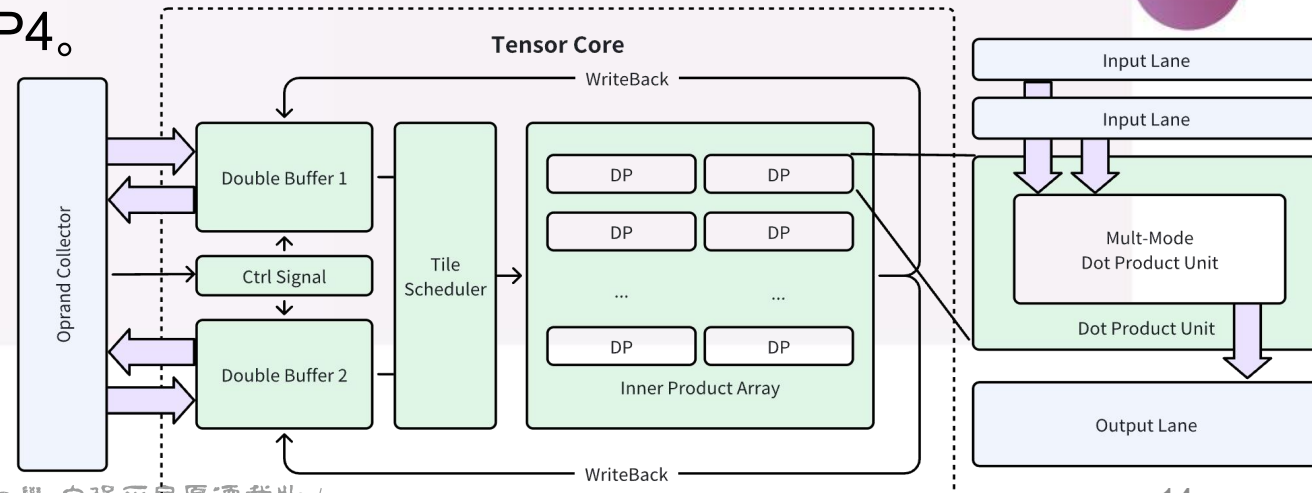 P4。
Tensor Core
WriteBack
Oprand Collector
Double Buffer 1
Ctrl Signal
Double Buffer 2
Tile
Scheduler
DP
DP
DP
DP
...
...
DP
DP
Inner Product Array
WriteBack
Input Lane
Input Lane
Mult-Mode
Dot Product Unit
Dot Product Unit
Output Lane